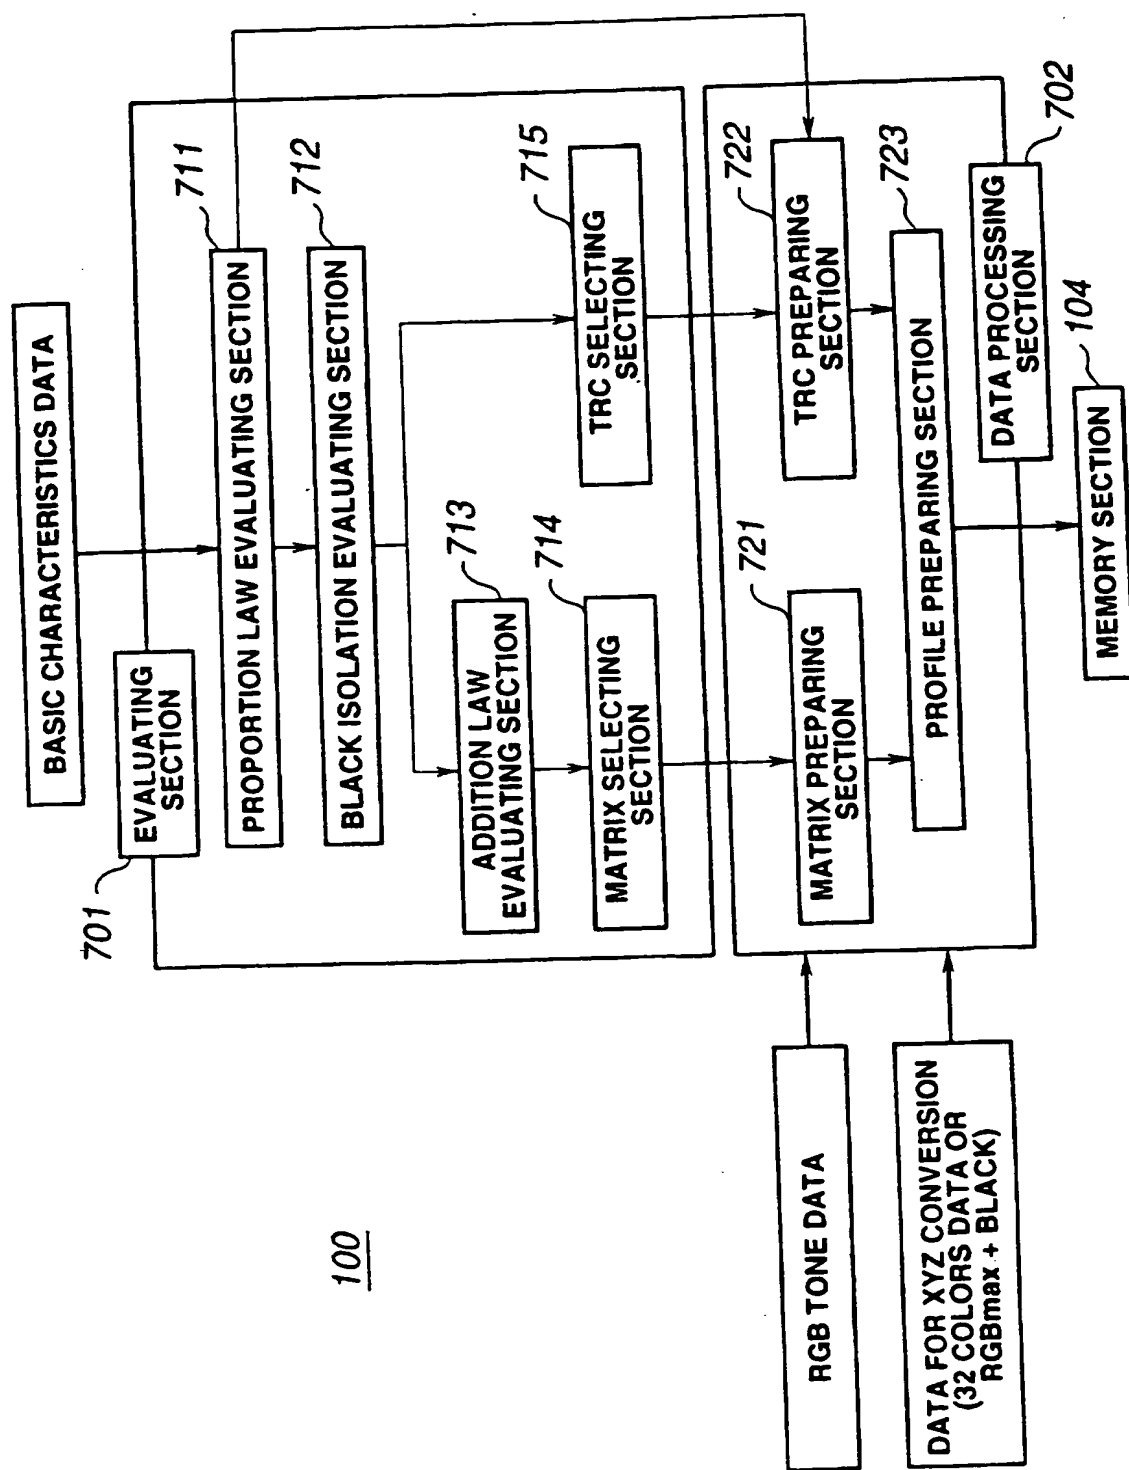 BASIC CHARACTERISTICS DATA
701
EVALUATING
SECTION
PROPORTION LAW EVALUATING SECTION
711
BLACK ISOLATION EVALUATING SECTION
712
ADDITION LAW
EVALUATING SECTION
713
MATRIX SELECTING
SECTION
714
TRC SELECTING
SECTION
715
100
RGB TONE DATA
DATA FOR XYZ CONVERSION
(32 COLORS DATA OR
RGBmax + BLACK)
MATRIX PREPARING
SECTION
721
TRC PREPARING
SECTION
722
PROFILE PREPARING SECTION
723
DATA PROCESSING
SECTION
702
MEMORY SECTION
104